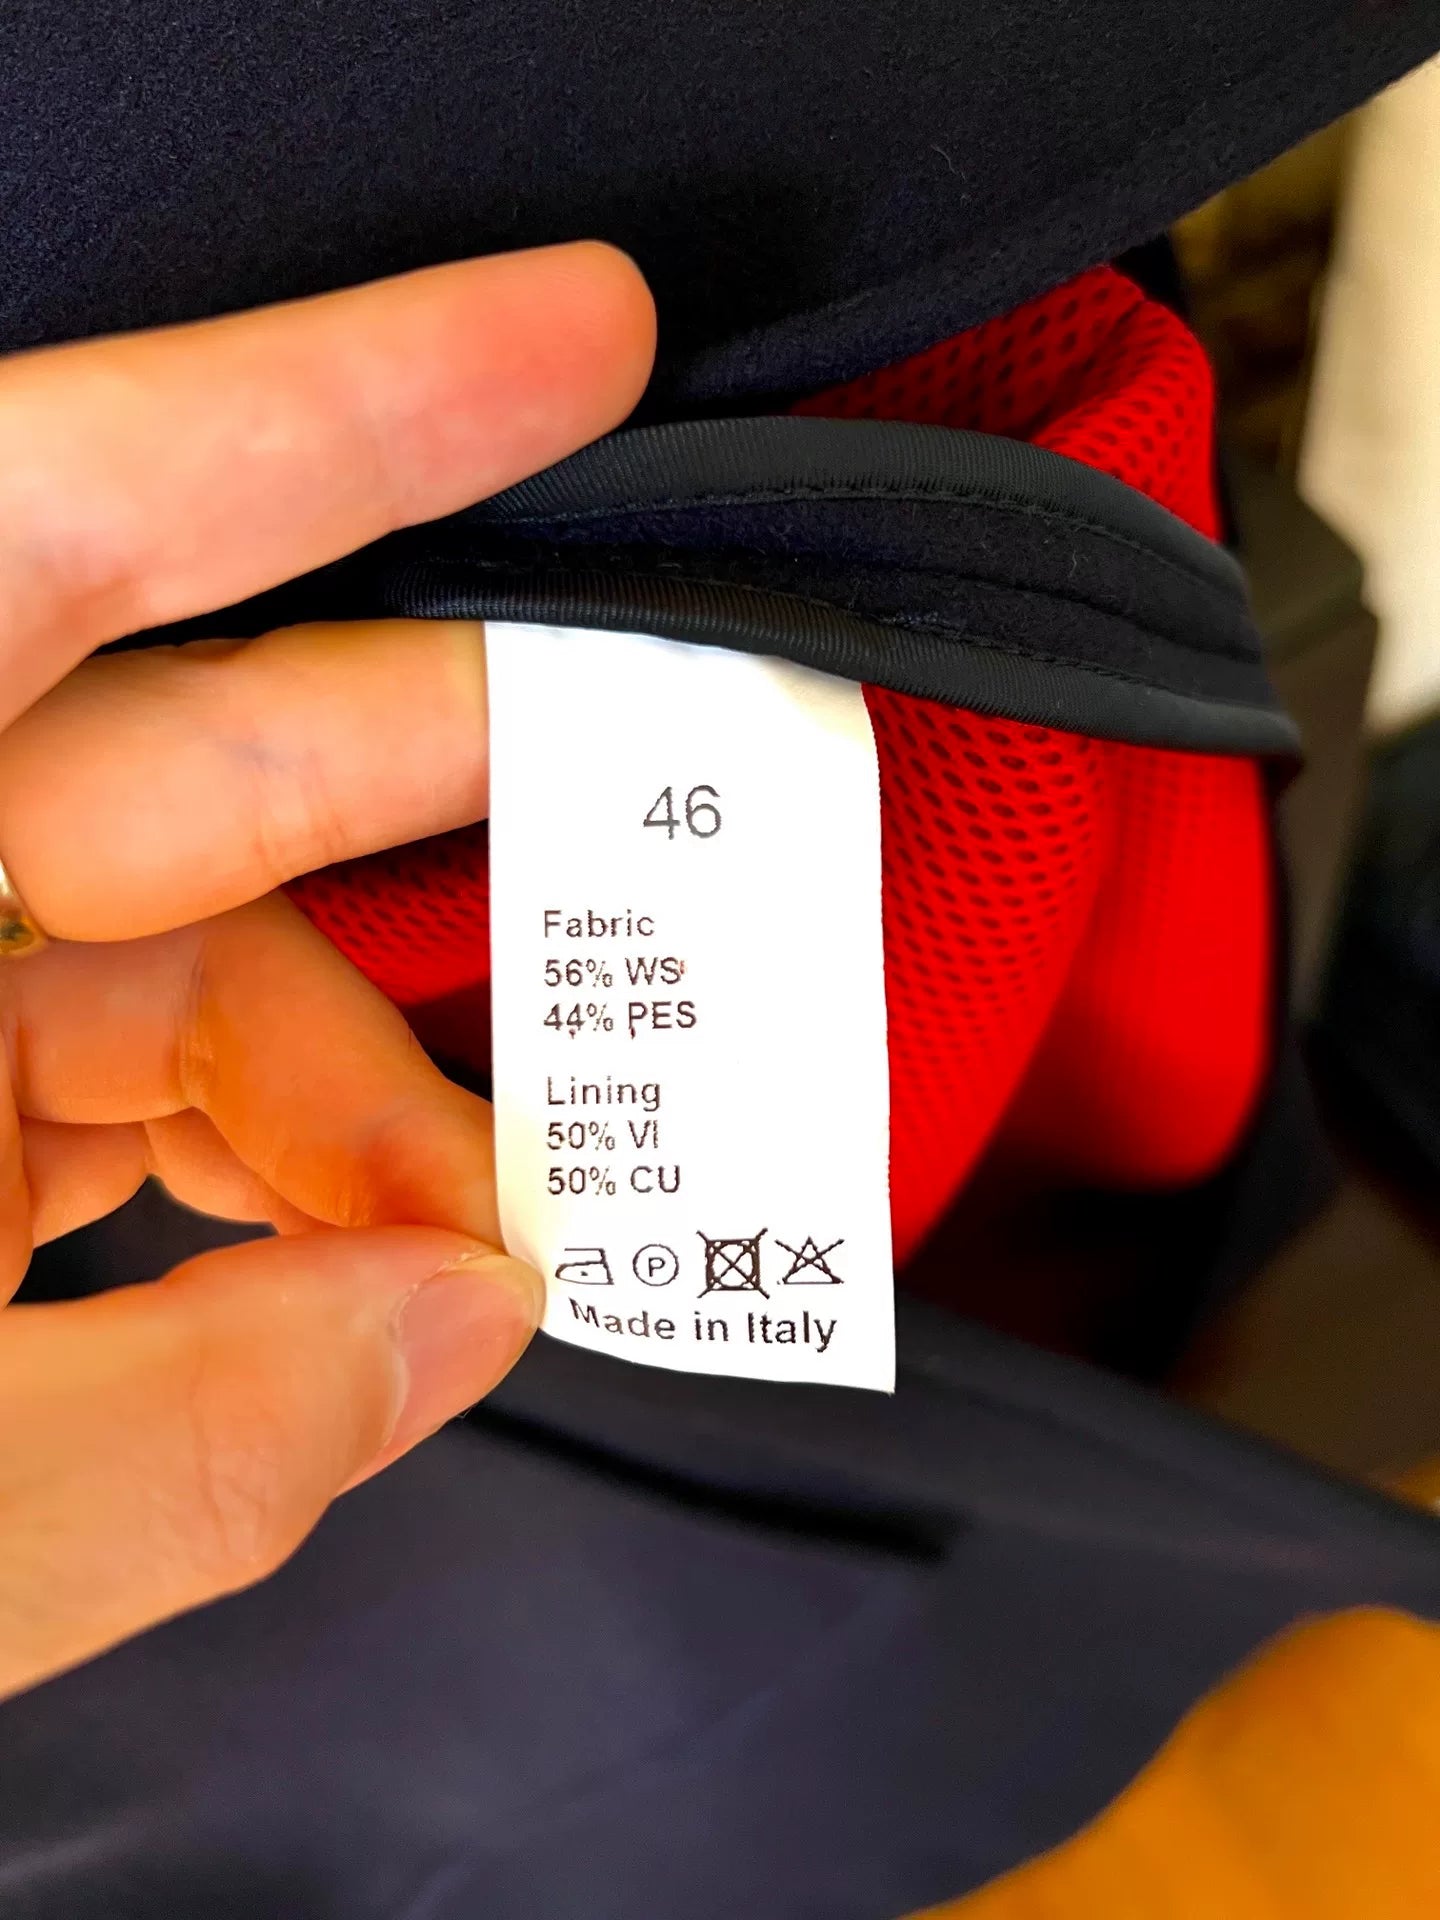 46
Fabric
56% WS
44% PES
Lining
50% VI
50% CU
P
Made in Italy